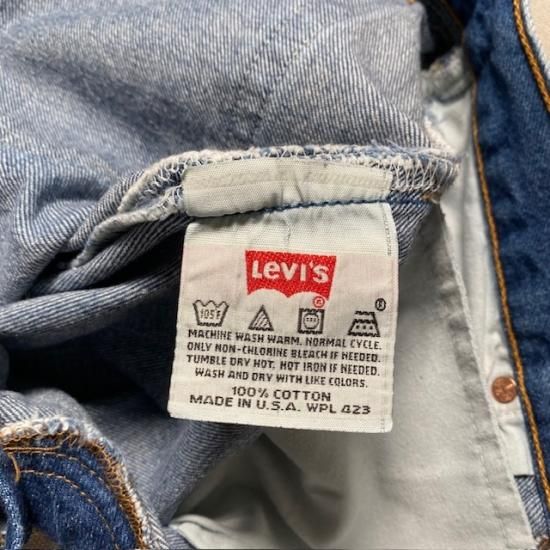 LEVI'S
®
105F ®
MACHINE WASH WARM. NORMAL CYCLE.
ONLY NON-CHLORINE BLEACH IF NEEDED.
TUMBLE DRY HOT. HOT IRON IF NEEDED.
WASH AND DRY WITH LIKE COLORS.
100% COTTON
MADE IN U.S.A. WPL 423